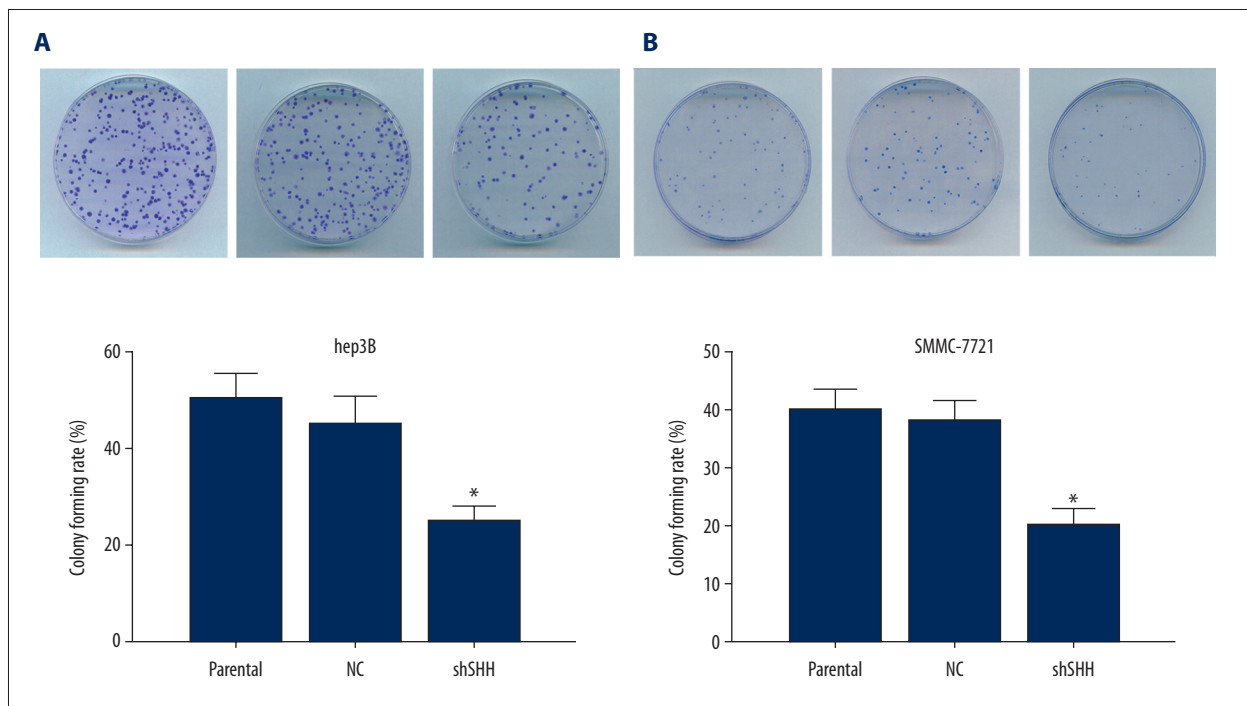 A
B
hep3B
Colony forming rate (%)
60
40
20
0
*
Parental
NC
shSHH
SMMC-7721
Colony forming rate (%)
50
40
30
20
10
0
*
Parental
NC
shSHH